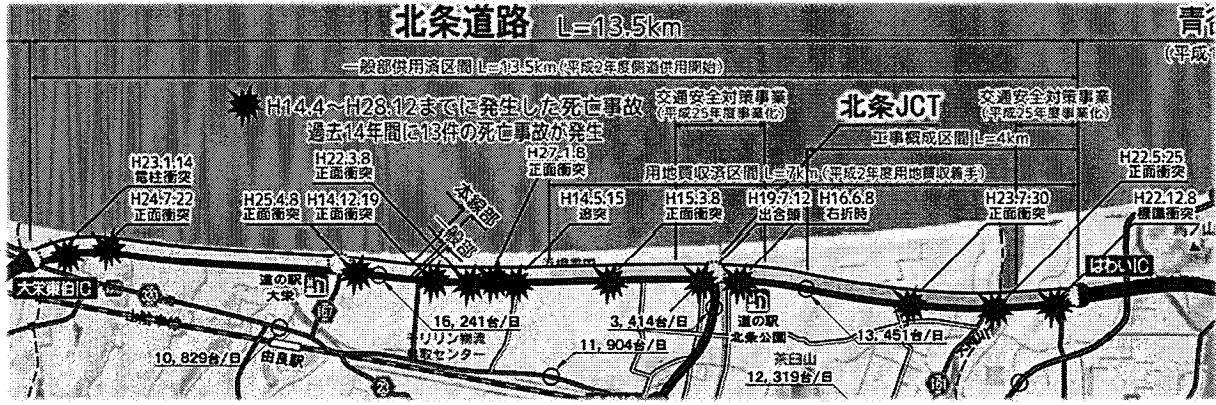 北条道路 L=13.5km
一般部供用済区間 L=13.5km(平成2年度側道供用開始)
H14.4～H28.12までに発生した死亡事故
過去14年間に13件の死亡事故が発生
交通安全対策事業
(平成25年度事業化)
北条JCT
交通安全対策事業
(平成25年度事業化)
工事概成区間 L=4km
用地買収済区間 L=7km(平成2年度用地買収着手)
H23.1.14
電柱衝突
H24.7.22
正面衝突
H22.3.8
正面衝突
H25.4.8
正面衝突
H14.12.19
正面衝突
H27.1.8
正面衝突
H14.5.15
追突
H15.3.8
正面衝突
H19.7.12
出合頭
H16.6.8
右折時
H23.7.30
正面衝突
H22.5.25
正面衝突
H22.12.8
本線部
一般部
大栄東伯IC
道の駅
大栄
はわいIC
道の駅
北条公園
16,241台/日
3,414台/日
13,451台/日
10,829台/日
11,904台/日
12,319台/日
由良駅
茶臼山